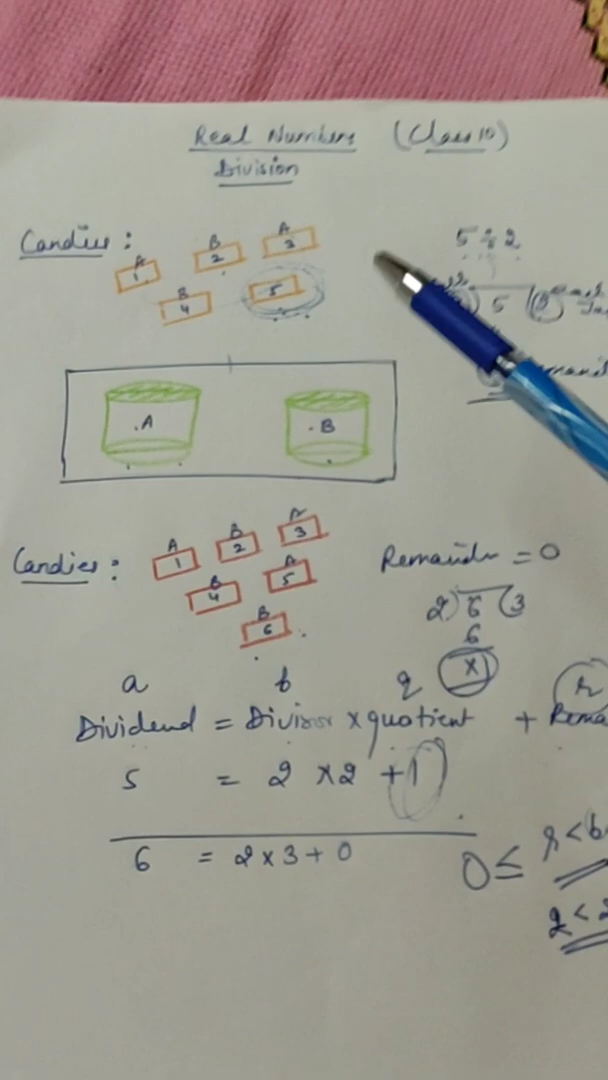 Real Numbers (Class 10)
Division
Candies :
A
1
B
2
A
3
B
4
5
5 ÷ 2
5
A
B
Candies :
A
1
B
2
A
3
B
4
A
5
B
6
Remainder = 0
2)6(3
6
x
a b q r
Dividend = Divisor x quotient +
5 = 2 x 2 + 1
6 = 2 x 3 + 0
0 ≤ r < b